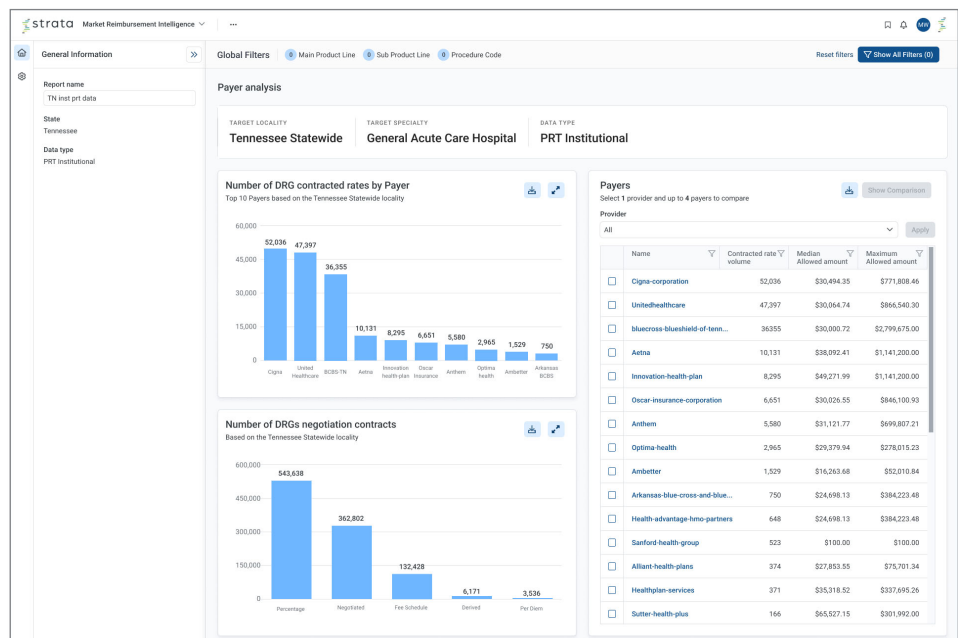 strata Market Reimbursement Intelligence ...
MW
General Information
Report name
TN inst prt data
State
Tennessee
Data type
PRT Institutional
Global Filters 0 Main Product Line 0 Sub Product Line 0 Procedure Code
Reset filters Show All Filters (0)
Payer analysis
TARGET LOCALITY
Tennessee Statewide
TARGET SPECIALTY
General Acute Care Hospital
DATA TYPE
PRT Institutional
Number of DRG contracted rates by Payer
Top 10 Payers based on the Tennessee Statewide locality
60,000
45,000
30,000
15,000
0
52,036
47,397
36,355
10,131
8,295
6,651
5,580
2,965
1,529
750
Cigna
United Healthcare
BCBS-TN
Aetna
Innovation health-plan
Oscar Insurance
Anthem
Optima health
Ambetter
Arkansas BCBS
Number of DRGs negotiation contracts
Based on the Tennessee Statewide locality
600,000
450,000
300,000
150,000
0
543,638
362,802
132,428
6,171
3,536
Percentage
Negotiated
Fee Schedule
Derived
Per Diem
Payers
Select 1 provider and up to 4 payers to compare
Show Comparison
Provider
All
Apply
Name Contracted rate volume Median Allowed amount Maximum Allowed amount
Cigna-corporation 52,036 $30,494.35 $771,808.46
Unitedhealthcare 47,397 $30,064.74 $866,540.30
bluecross-blueshield-of-tenn... 36355 $30,000.72 $2,799,675.00
Aetna 10,131 $38,092.41 $1,141,200.00
Innovation-health-plan 8,295 $49,271.99 $1,141,200.00
Oscar-insurance-corporation 6,651 $30,026.55 $846,100.93
Anthem 5,580 $31,121.77 $699,807.21
Optima-health 2,965 $29,379.94 $278,015.23
Ambetter 1,529 $16,263.68 $52,010.84
Arkansas-blue-cross-and-blue... 750 $24,698.13 $384,223.48
Health-advantage-hmo-partners 648 $24,698.13 $384,223.48
Sanford-health-group 523 $100.00 $100.00
Alliant-health-plans 374 $27,853.55 $75,701.34
Healthplan-services 371 $35,318.52 $337,695.26
Sutter-health-plus 166 $65,527.15 $301,992.00